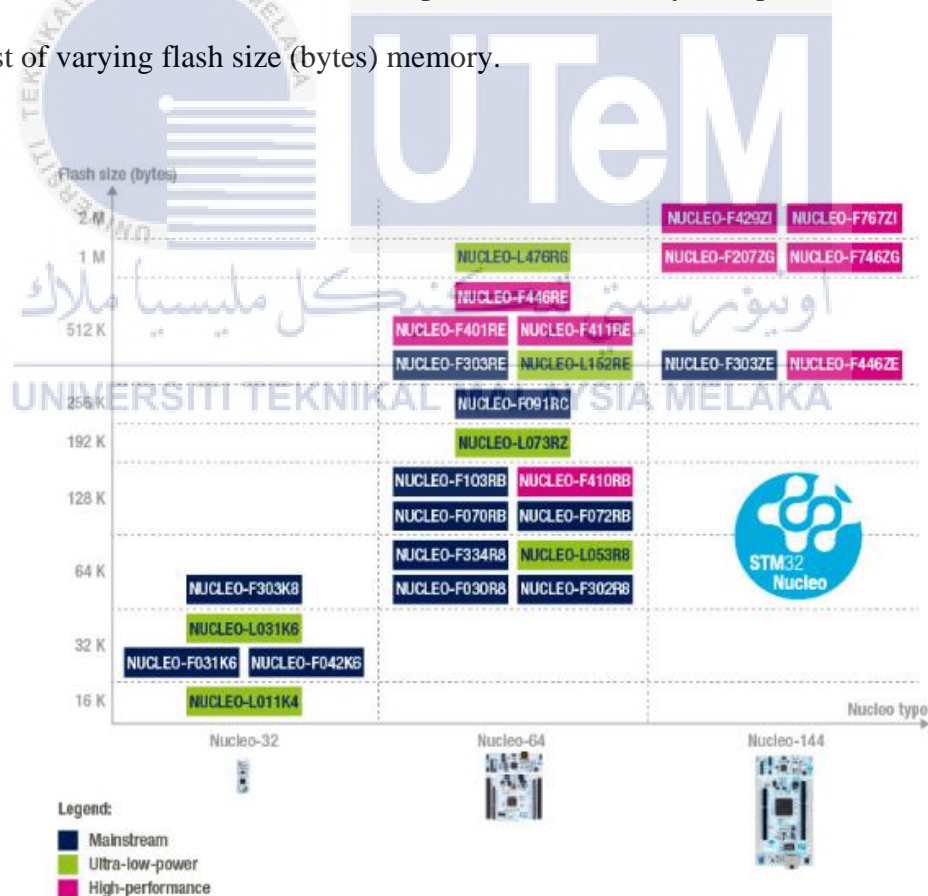 st of varying flash size (bytes) memory.
UTeM
UNIVERSITI TEKNIKAL MALAYSIA MELAKA
اونيۏرسيتي تيكنيكل مليسيا ملاك
Flash size (bytes)
2 M
NUCLEO-F429ZI NUCLEO-F767ZI
1 M
NUCLEO-L476RG
NUCLEO-F207ZG NUCLEO-F746ZG
NUCLEO-F446RE
512 K
NUCLEO-F401RE NUCLEO-F411RE
NUCLEO-F303RE NUCLEO-L152RE
NUCLEO-F303ZE NUCLEO-F446ZE
256 K
NUCLEO-F091RC
192 K
NUCLEO-L073RZ
128 K
NUCLEO-F103RB NUCLEO-F410RB
NUCLEO-F070RB NUCLEO-F072RB
STM32
Nucleo
64 K
NUCLEO-F334R8 NUCLEO-L053R8
NUCLEO-F030R8 NUCLEO-F302R8
NUCLEO-F303K8
32 K
NUCLEO-L031K6
NUCLEO-F031K6 NUCLEO-F042K6
16 K
NUCLEO-L011K4
Nucleo type
Nucleo-32
Nucleo-64
Nucleo-144
Legend:
Mainstream
Ultra-low-power
High-performance